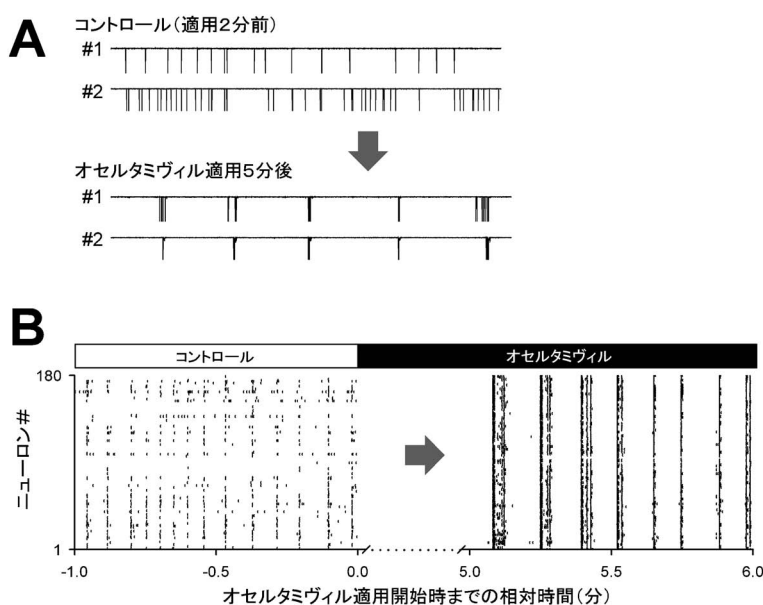 A
コントロール（適用2分前）
#1
#2
オセルタミヴィル適用5分後
#1
#2
B
コントロール
オセルタミヴィル
180
ニューロン#
1
-1.0
-0.5
0.0
5.0
5.5
6.0
オセルタミヴィル適用開始時までの相対時間（分）